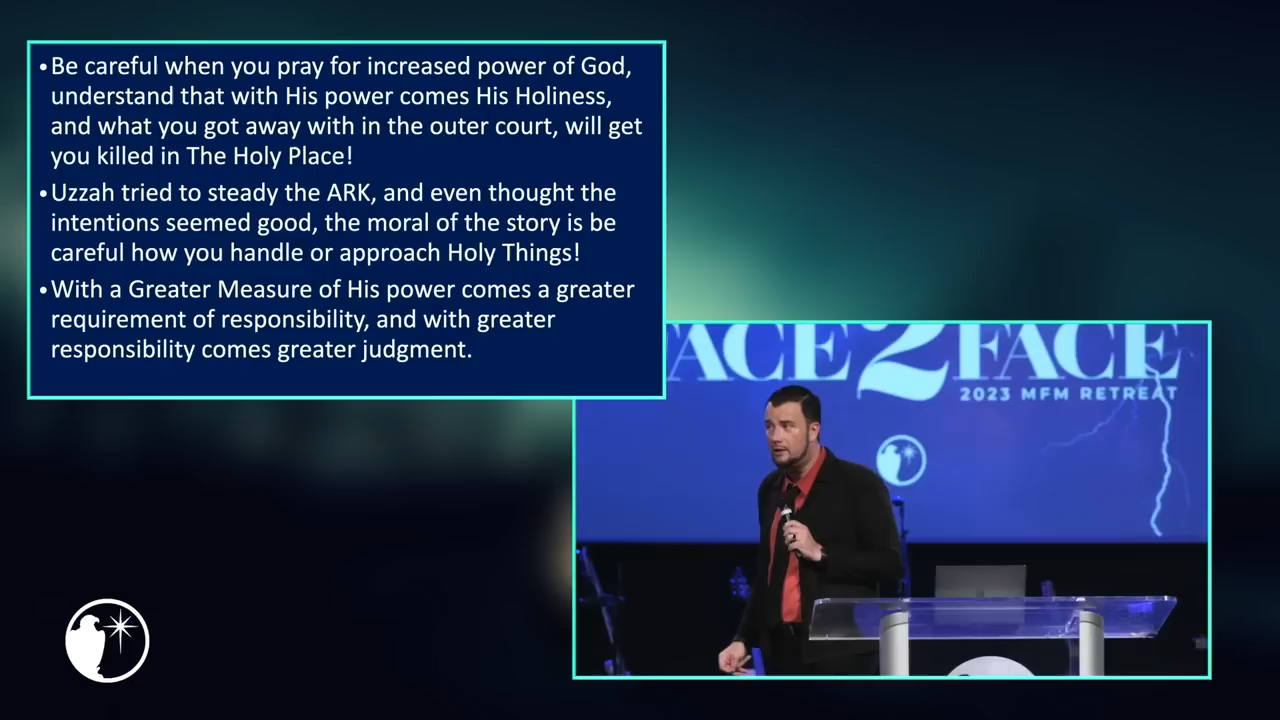 •Be careful when you pray for increased power of God,
understand that with His power comes His Holiness,
and what you got away with in the outer court, will get
you killed in The Holy Place!
•Uzzah tried to steady the ARK, and even thought the
intentions seemed good, the moral of the story is be
careful how you handle or approach Holy Things!
•With a Greater Measure of His power comes a greater
requirement of responsibility, and with greater
responsibility comes greater judgment.
FACE 2 FACE
2023 MFM RETREAT